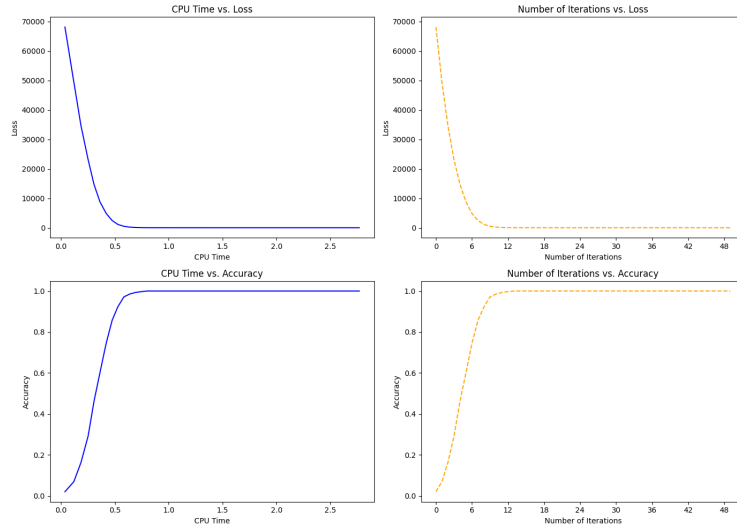 CPU Time vs. Loss
70000
60000
50000
40000
30000
20000
10000
0
Loss
0.0 0.5 1.0 1.5 2.0 2.5
CPU Time
Number of Iterations vs. Loss
70000
60000
50000
40000
30000
20000
10000
0
Loss
0 6 12 18 24 30 36 42 48
Number of Iterations
CPU Time vs. Accuracy
1.0
0.8
0.6
0.4
0.2
0.0
Accuracy
0.0 0.5 1.0 1.5 2.0 2.5
CPU Time
Number of Iterations vs. Accuracy
1.0
0.8
0.6
0.4
0.2
0.0
Accuracy
0 6 12 18 24 30 36 42 48
Number of Iterations